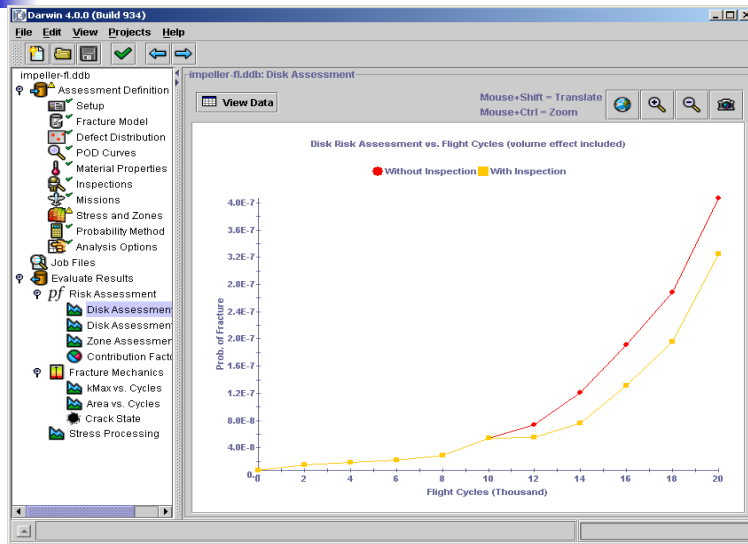 Darwin 4.0.0 (Build 934)
File Edit View Projects Help
impeller-fl.ddb
Assessment Definition
Setup
Fracture Model
Defect Distribution
POD Curves
Material Properties
Inspections
Missions
Stress and Zones
Probability Method
Analysis Options
Job Files
Evaluate Results
pf Risk Assessment
Disk Assessment
Disk Assessmen
Zone Assessmer
Contribution Facto
Fracture Mechanics
kMax vs. Cycles
Area vs. Cycles
Crack State
Stress Processing
impeller-fl.ddb: Disk Assessment
View Data
Mouse+Shift = Translate
Mouse+Ctrl = Zoom
Disk Risk Assessment vs. Flight Cycles (volume effect included)
Without Inspection With Inspection
4.0E-7
3.6E-7
3.2E-7
2.8E-7
2.4E-7
2.0E-7
1.6E-7
1.2E-7
8.0E-8
4.0E-8
0.
Prob. of Fracture
0 2 4 6 8 10 12 14 16 18 20
Flight Cycles (Thousand)